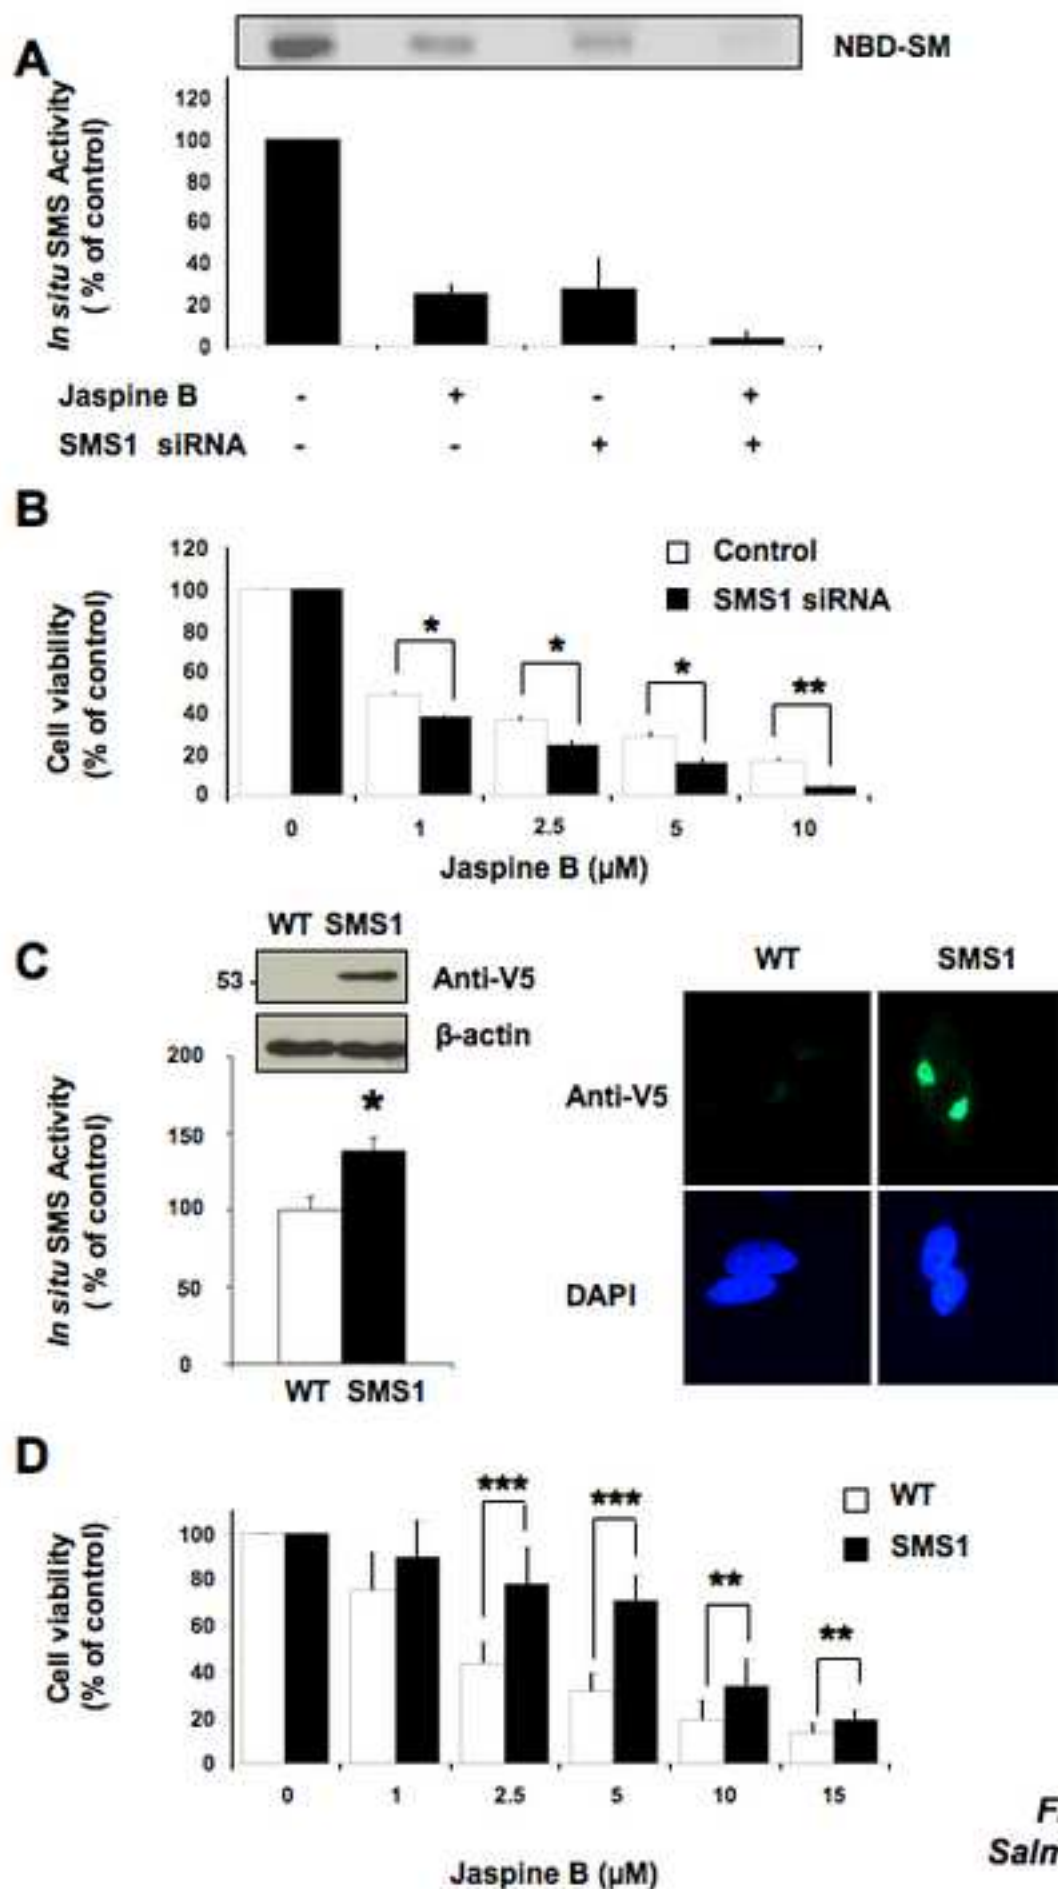 A
NBD-SM
In situ SMS Activity
( % of control)
120
100
80
60
40
20
0
Jaspine B - + - +
SMS1 siRNA - - + +
B
Cell viability
(% of control)
120
100
80
60
40
20
0
Control
SMS1 siRNA
* * * **
0 1 2.5 5 10
Jaspine B (µM)
C
WT SMS1
53
Anti-V5
β-actin
In situ SMS Activity
( % of control)
200
150
100
50
0
*
WT SMS1
WT SMS1
Anti-V5
DAPI
D
Cell viability
(% of control)
100
80
60
40
20
0
*** *** ** **
WT
SMS1
0 1 2.5 5 10 15
Jaspine B (µM)